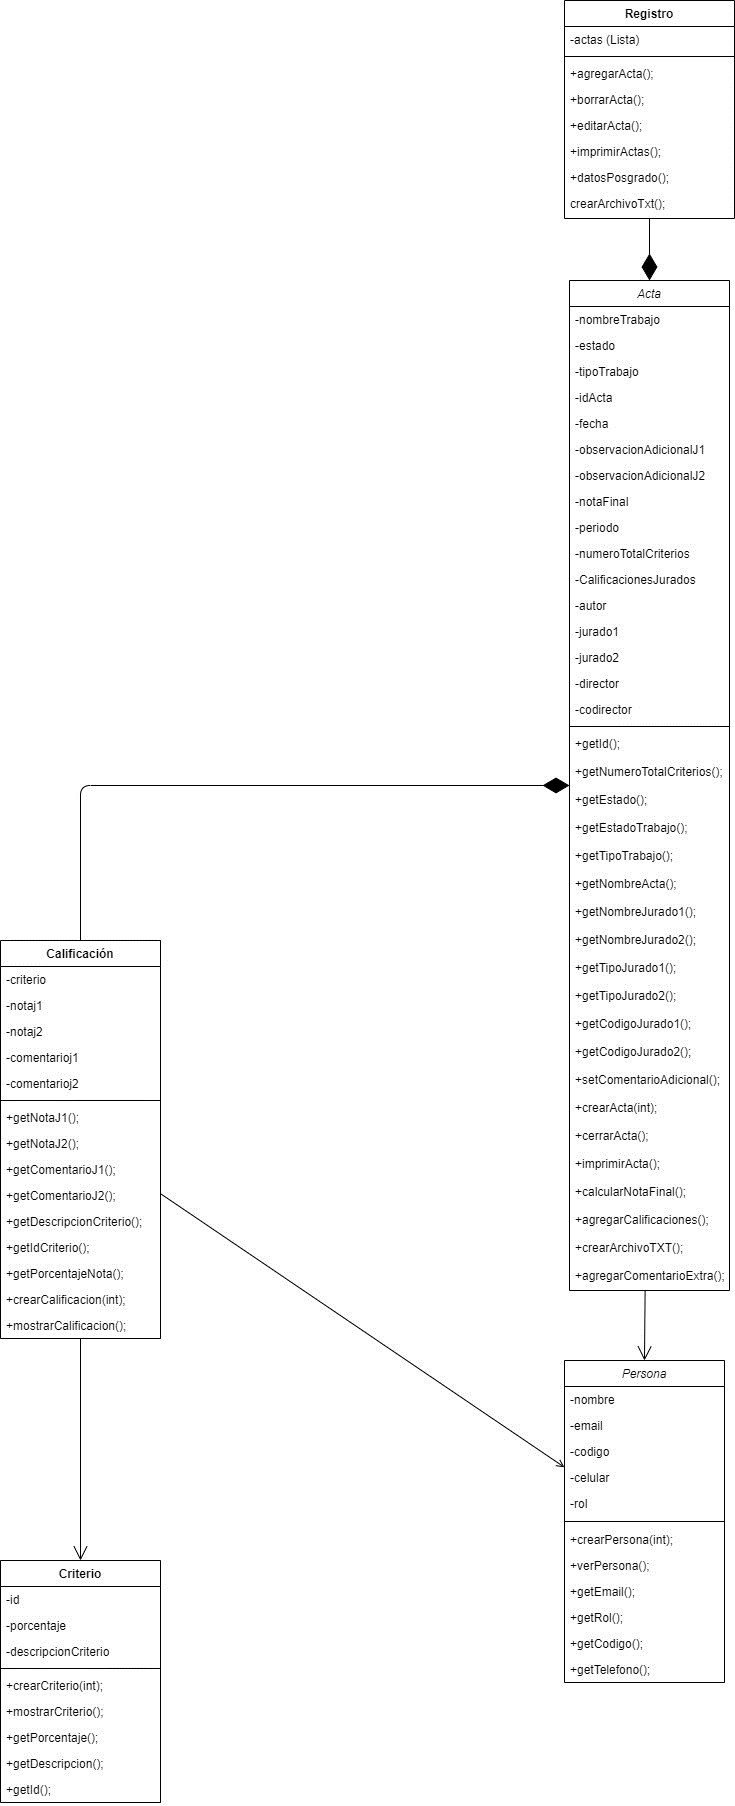 Registro
-actas (Lista)
+agregarActa();
+borrarActa();
+editarActa();
+imprimirActas();
+datosPosgrado();
crearArchivoTxt();
Acta
-nombreTrabajo
-estado
-tipoTrabajo
-idActa
-fecha
-observacionAdicionalJ1
-observacionAdicionalJ2
-notaFinal
-periodo
-numeroTotalCriterios
-CalificacionesJurados
-autor
-jurado1
-jurado2
-director
-codirector
+getId();
+getNumeroTotalCriterios();
+getEstado();
+getEstadoTrabajo();
+getTipoTrabajo();
+getNombreActa();
+getNombreJurado1();
+getNombreJurado2();
+getTipoJurado1();
+getTipoJurado2();
+getCodigoJurado1();
+getCodigoJurado2();
+setComentarioAdicional();
+crearActa(int);
+cerrarActa();
+imprimirActa();
+calcularNotaFinal();
+agregarCalificaciones();
+crearArchivoTXT();
+agregarComentarioExtra();
Calificación
-criterio
-notaj1
-notaj2
-comentarioj1
-comentarioj2
+getNotaJ1();
+getNotaJ2();
+getComentarioJ1();
+getComentarioJ2();
+getDescripcionCriterio();
+getIdCriterio();
+getPorcentajeNota();
+crearCalificacion(int);
+mostrarCalificacion();
Persona
-nombre
-email
-codigo
-celular
-rol
+crearPersona(int);
+verPersona();
+getEmail();
+getRol();
+getCodigo();
+getTelefono();
Criterio
-id
-porcentaje
-descripcionCriterio
+crearCriterio(int);
+mostrarCriterio();
+getPorcentaje();
+getDescripcion();
+getId();